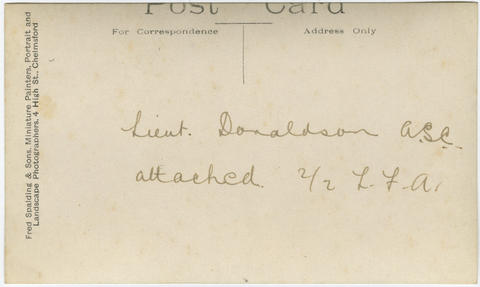 Post Card
For Correspondence Address Only
Fred Spalding & Sons, Miniature Painters, Portrait and
Landscape Photographers, 4 High St., Chelmsford
Lieut. Donaldson A.S.C.
attached. 2/2 L. F. A.